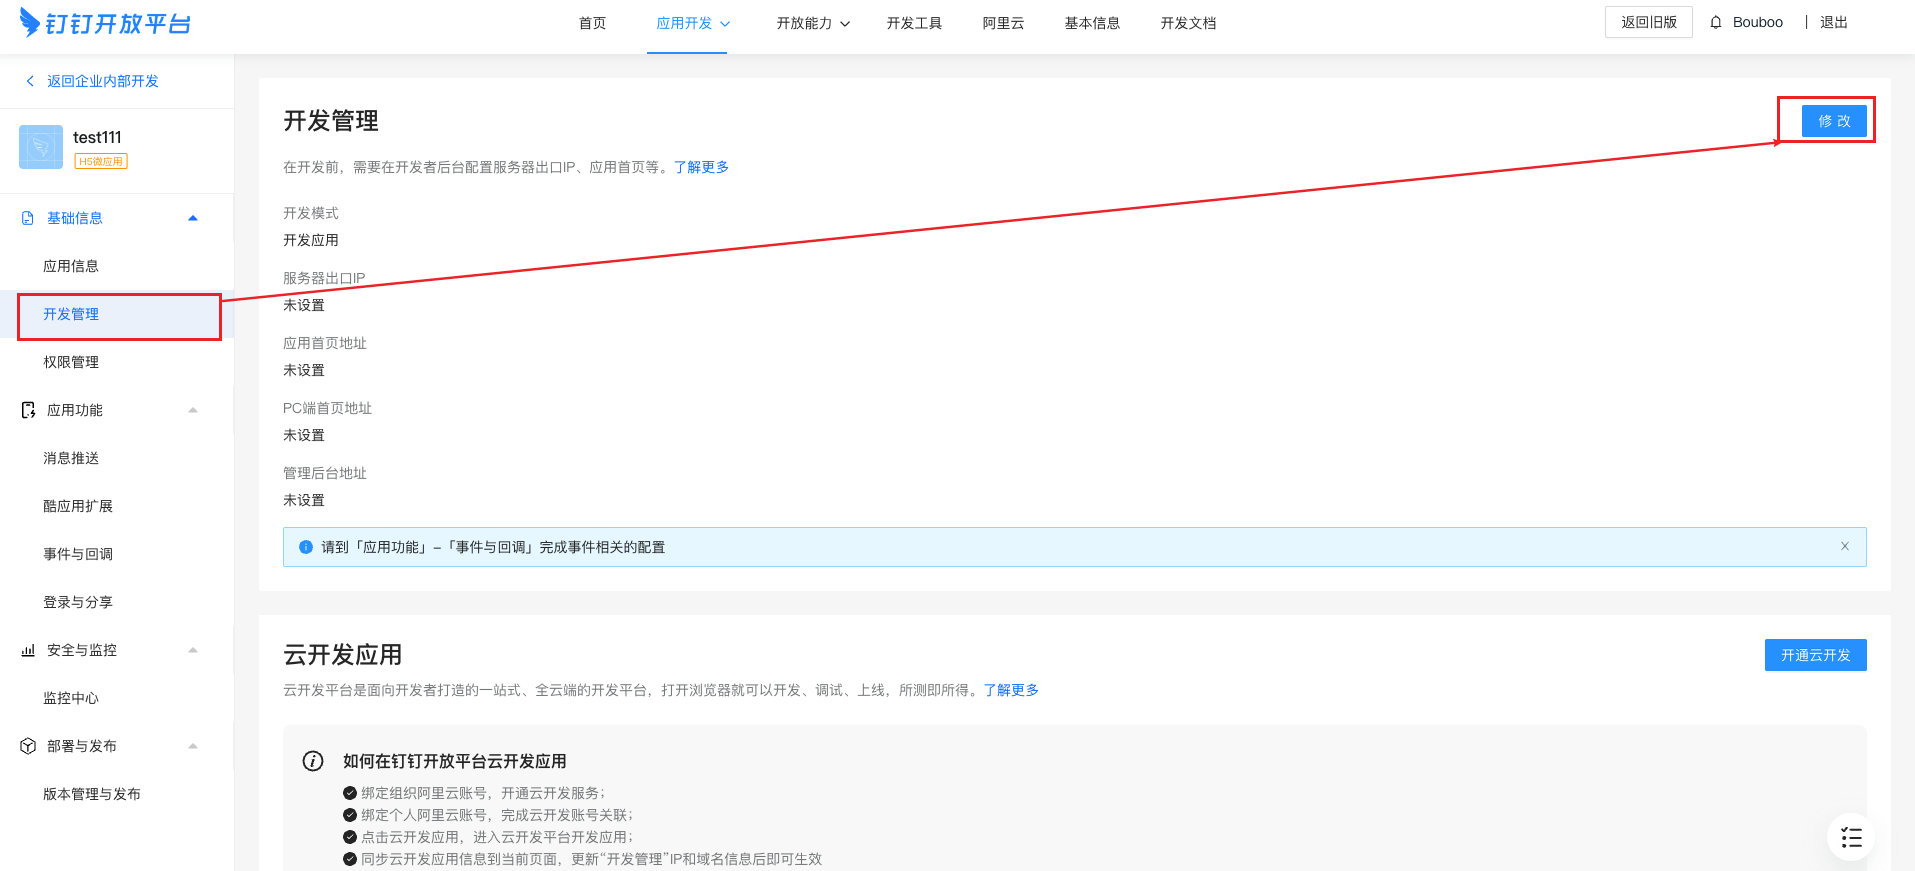 钉钉开放平台
首页
应用开发
开放能力
开发工具
阿里云
基本信息
开发文档
返回旧版
Bouboo
退出
返回企业内部开发
test111
H5微应用
基础信息
应用信息
开发管理
权限管理
应用功能
消息推送
酷应用扩展
事件与回调
登录与分享
安全与监控
监控中心
部署与发布
版本管理与发布
开发管理
修 改
在开发前，需要在开发者后台配置服务器出口IP、应用首页等。了解更多
开发模式
开发应用
服务器出口IP
未设置
应用首页地址
未设置
PC端首页地址
未设置
管理后台地址
未设置
请到「应用功能」-「事件与回调」完成事件相关的配置
云开发应用
开通云开发
云开发平台是面向开发者打造的一站式、全云端的开发平台，打开浏览器就可以开发、调试、上线，所测即所得。了解更多
如何在钉钉开放平台云开发应用
绑定组织阿里云账号，开通云开发服务；
绑定个人阿里云账号，完成云开发账号关联；
点击云开发应用，进入云开发平台开发应用；
同步云开发应用信息到当前页面，更新“开发管理”IP和域名信息后即可生效